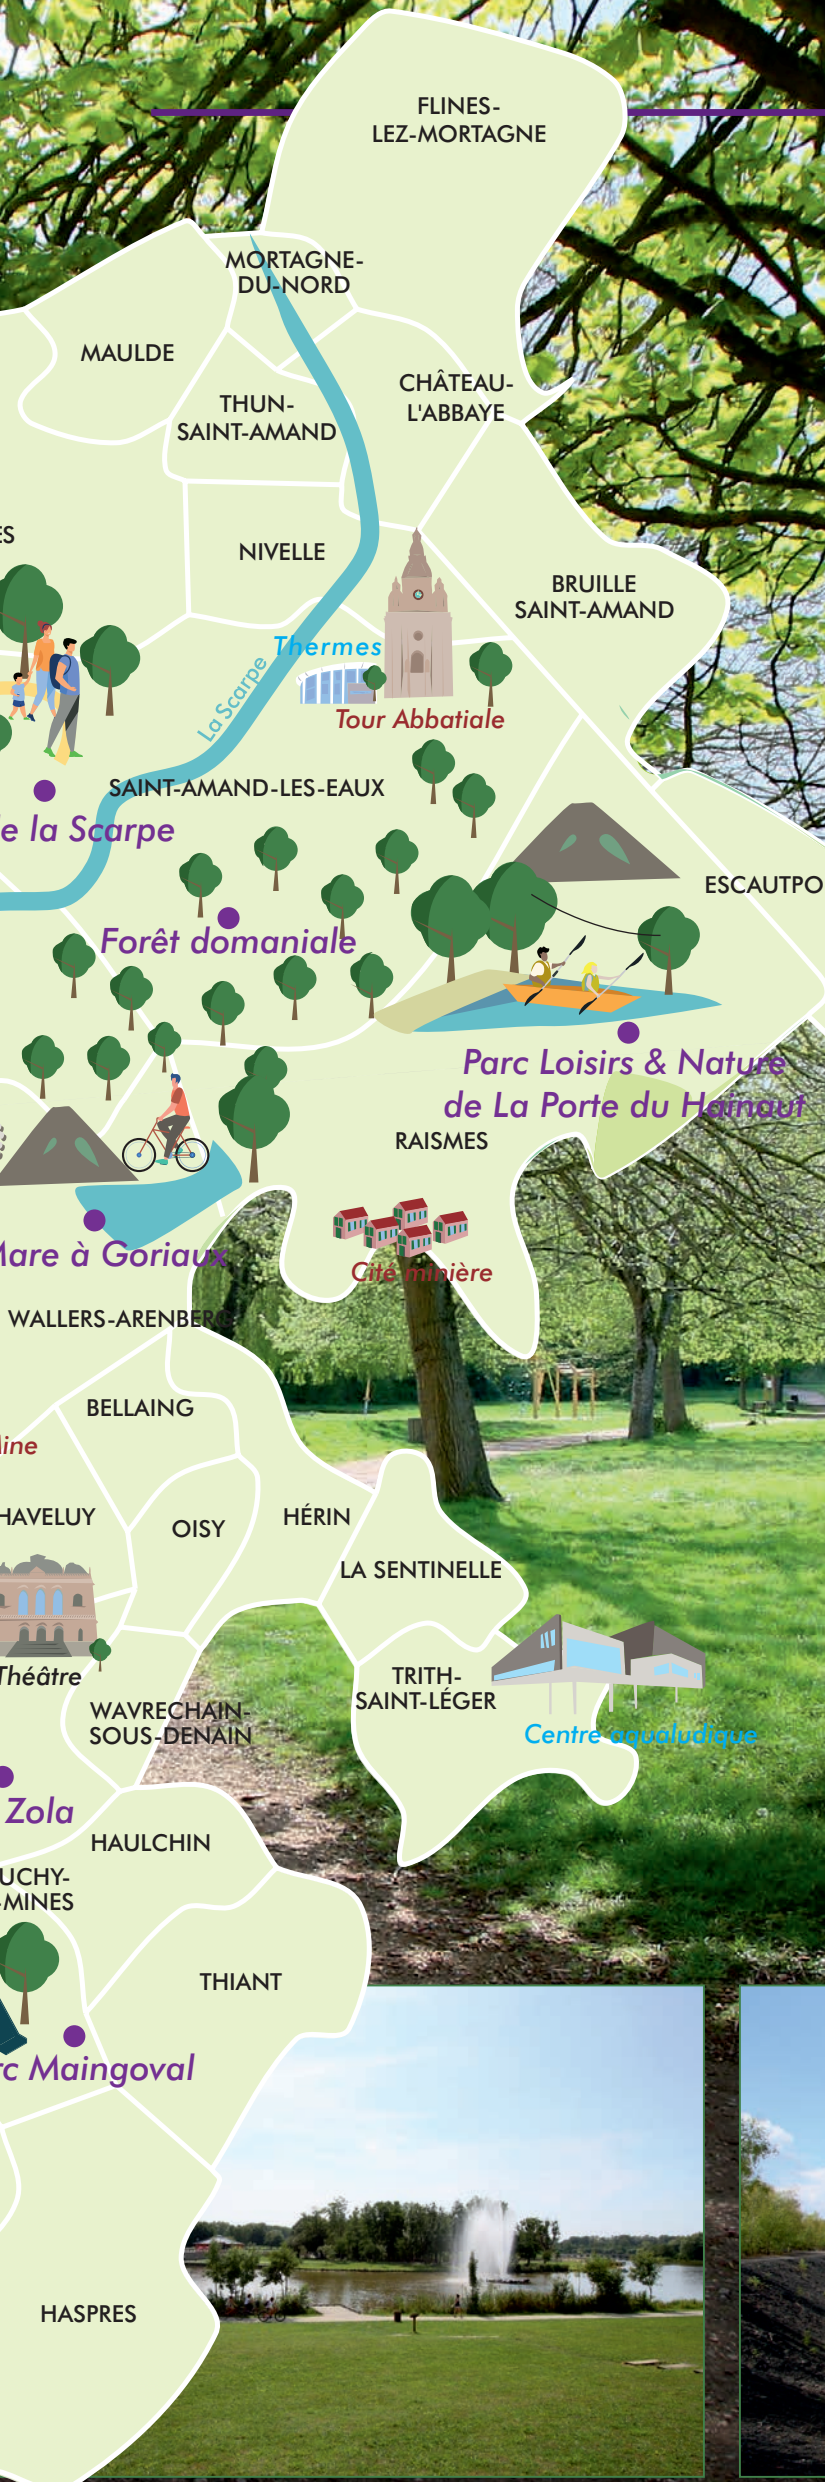 FLINES-
LEZ-MORTAGNE
MORTAGNE-
DU-NORD
MAULDE
CHÂTEAU-
L'ABBAYE
THUN-
SAINT-AMAND
ES
NIVELLE
BRUILLE
SAINT-AMAND
Thermes
La Scarpe
Tour Abbatiale
SAINT-AMAND-LES-EAUX
e la Scarpe
ESCAUTPO
Forêt domaniale
Parc Loisirs & Nature
de La Porte du Hainaut
RAISMES
Mare à Goriaux
Cité minière
WALLERS-ARENBERG
BELLAING
line
HAVELUY
OISY
HÉRIN
LA SENTINELLE
Théâtre
TRITH-
SAINT-LÉGER
WAVRECHAIN-
SOUS-DENAIN
Centre aqualudique
Zola
HAULCHIN
UCHY-
-MINES
THIANT
rc Maingoval
HASPRES